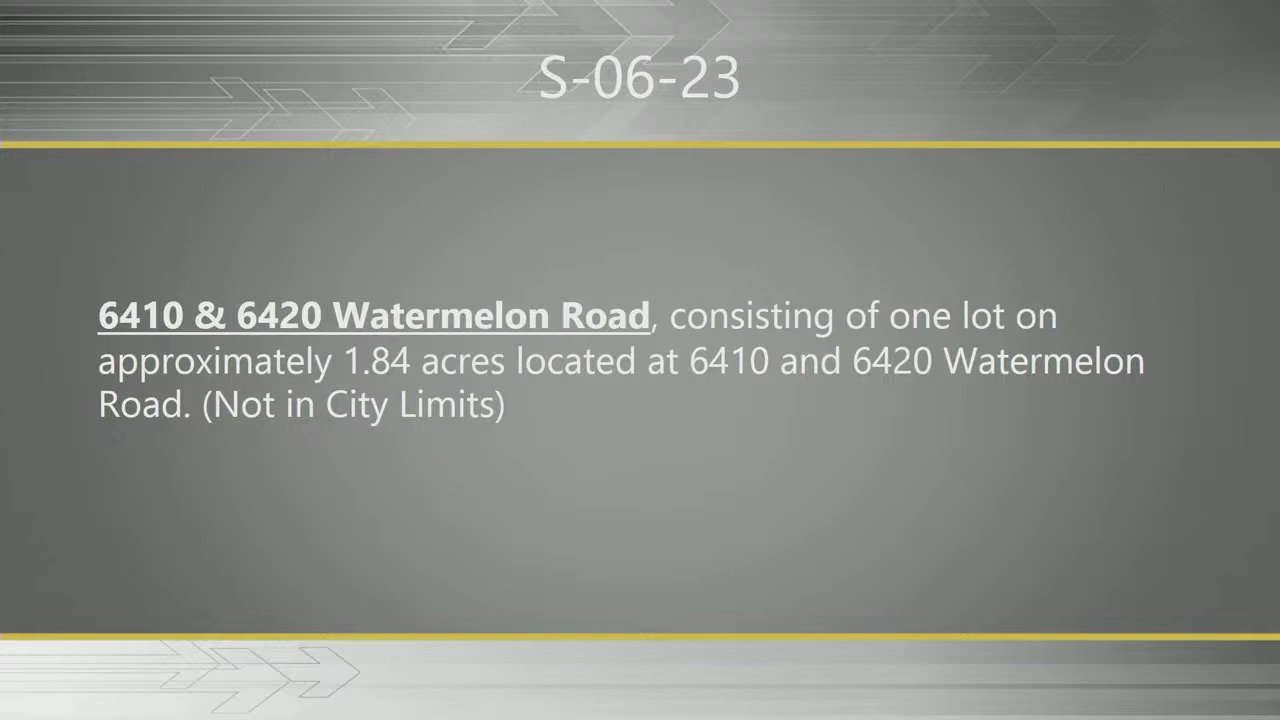 S-06-23
6410 & 6420 Watermelon Road, consisting of one lot on
approximately 1.84 acres located at 6410 and 6420 Watermelon
Road. (Not in City Limits)